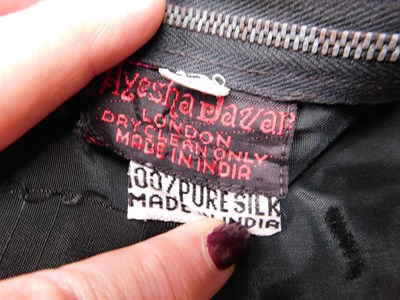 Ayesha Davar
LONDON
DRY CLEAN ONLY
MADE IN INDIA
100% PURE SILK
MADE IN INDIA